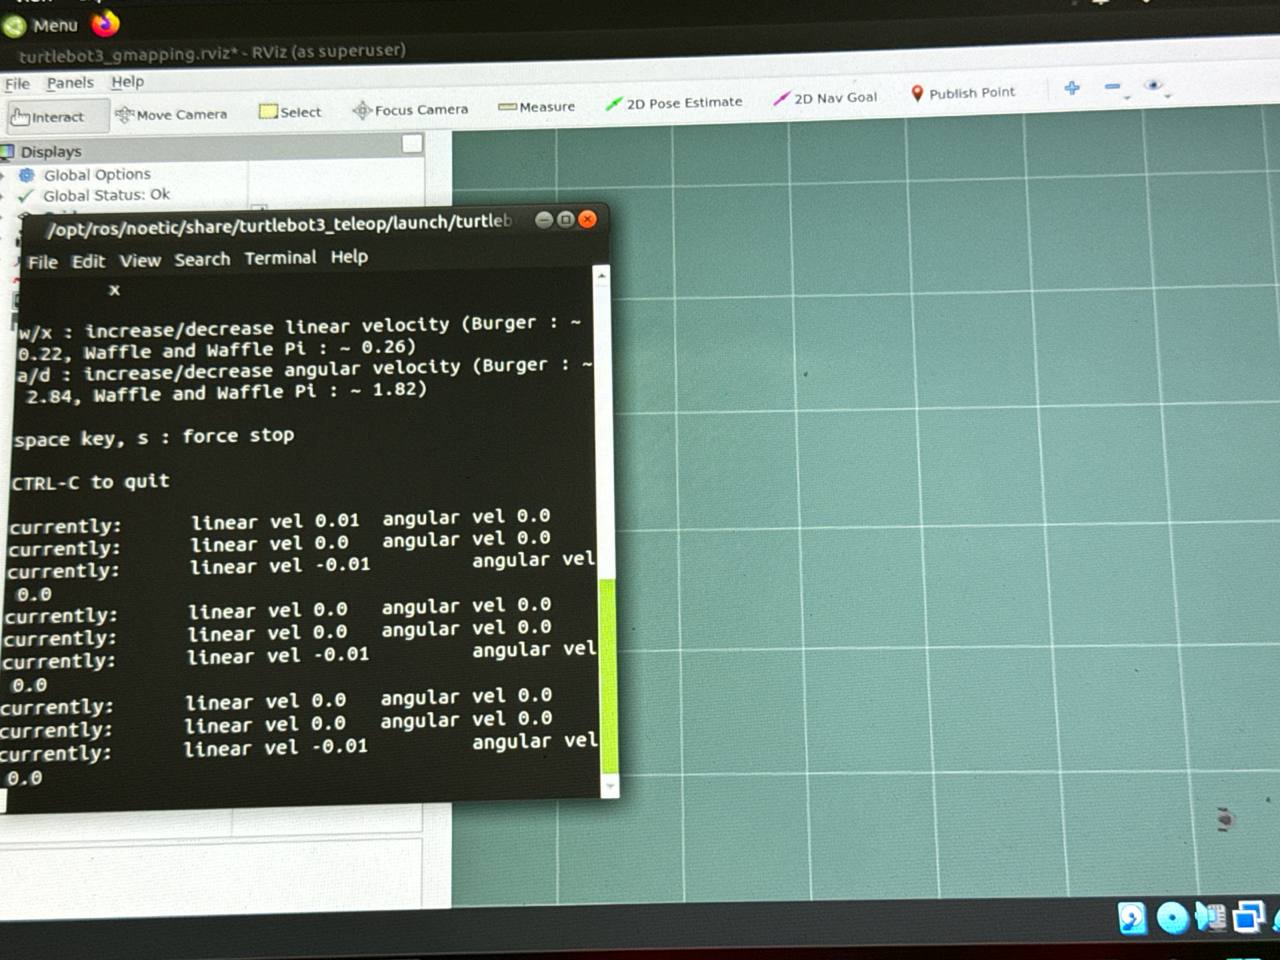 Menu
turtlebot3_gmapping.rviz* - RViz (as superuser)
File Panels Help
Interact Move Camera Select Focus Camera Measure 2D Pose Estimate 2D Nav Goal Publish Point
Displays
Global Options
Global Status: Ok
/opt/ros/noetic/share/turtlebot3_teleop/launch/turtleb
File Edit View Search Terminal Help
x
w/x : increase/decrease linear velocity (Burger : ~
0.22, Waffle and Waffle Pi : ~ 0.26)
a/d : increase/decrease angular velocity (Burger : ~
2.84, Waffle and Waffle Pi : ~ 1.82)
space key, s : force stop
CTRL-C to quit
currently: linear vel 0.01 angular vel 0.0
currently: linear vel 0.0 angular vel 0.0
currently: linear vel -0.01 angular vel
0.0
currently: linear vel 0.0 angular vel 0.0
currently: linear vel 0.0 angular vel 0.0
currently: linear vel -0.01 angular vel
0.0
currently: linear vel 0.0 angular vel 0.0
currently: linear vel 0.0 angular vel 0.0
currently: linear vel -0.01 angular vel
0.0